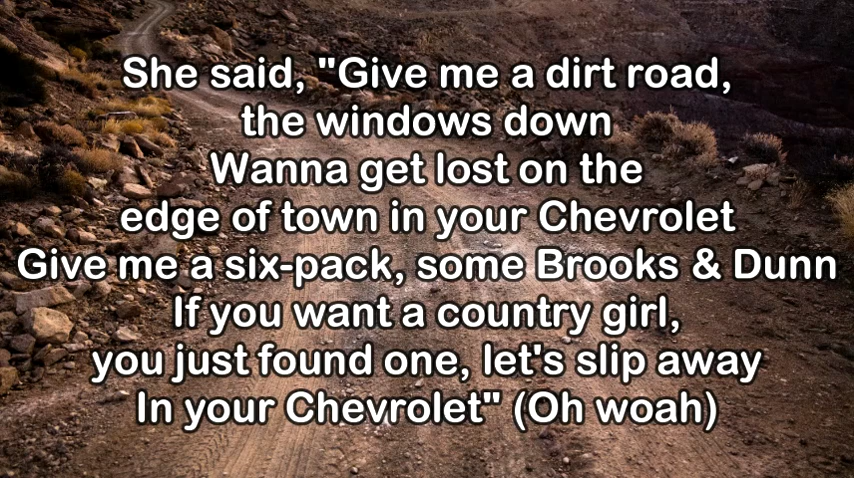 She said, "Give me a dirt road,
the windows down
Wanna get lost on the
edge of town in your Chevrolet
Give me a six-pack, some Brooks & Dunn
If you want a country girl,
you just found one, let's slip away
In your Chevrolet" (Oh woah)